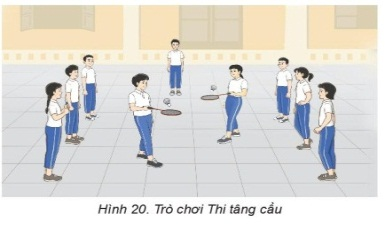 Hình 20. Trò chơi Thi tâng cầu